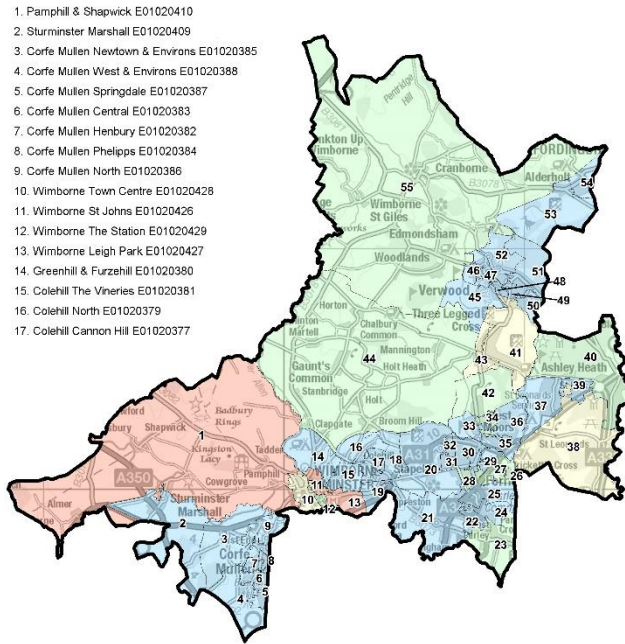 1. Pamphill & Shapwick E01020410
2. Sturminster Marshall E01020409
3. Corfe Mullen Newtown & Environs E01020385
4. Corfe Mullen West & Environs E01020388
5. Corfe Mullen Springdale E01020387
6. Corfe Mullen Central E01020383
7. Corfe Mullen Henbury E01020382
8. Corfe Mullen Phelipps E01020384
9. Corfe Mullen North E01020386
10. Wimborne Town Centre E01020428
11. Wimborne St Johns E01020426
12. Wimborne The Station E01020429
13. Wimborne Leigh Park E01020427
14. Greenhill & Furzehill E01020380
15. Colehill The Vineries E01020381
16. Colehill North E01020379
17. Colehill Cannon Hill E01020377
Pentridge
Hill
Cranborne
B3078
Alderholt
54
55
53
Wimborne
St Giles
Edmondsham
Woodlands
52
46
47
51
48
Verwood
45
49
50
Three Legged
Cross
Horton
Chalbury
Common
Mannington
43
41
40
Ashley Heath
44
Holt Heath
Gaunt's
Common
Stanbridge
Holt
42
39
37
Clapgate
Broom Hill
34
36
38
33
35
Badbury
Rings
Shapwick
1
Kingston
Lacy
Pamphill
Cowgrove
A350
Almer
Sturminster
Marshall
14
16
17
18
A31
32
30
31
20
29
27
26
28
15
11
10
12
13
19
25
24
21
22
23
2
3
9
Corfe
Mullen
8
7
6
5
4